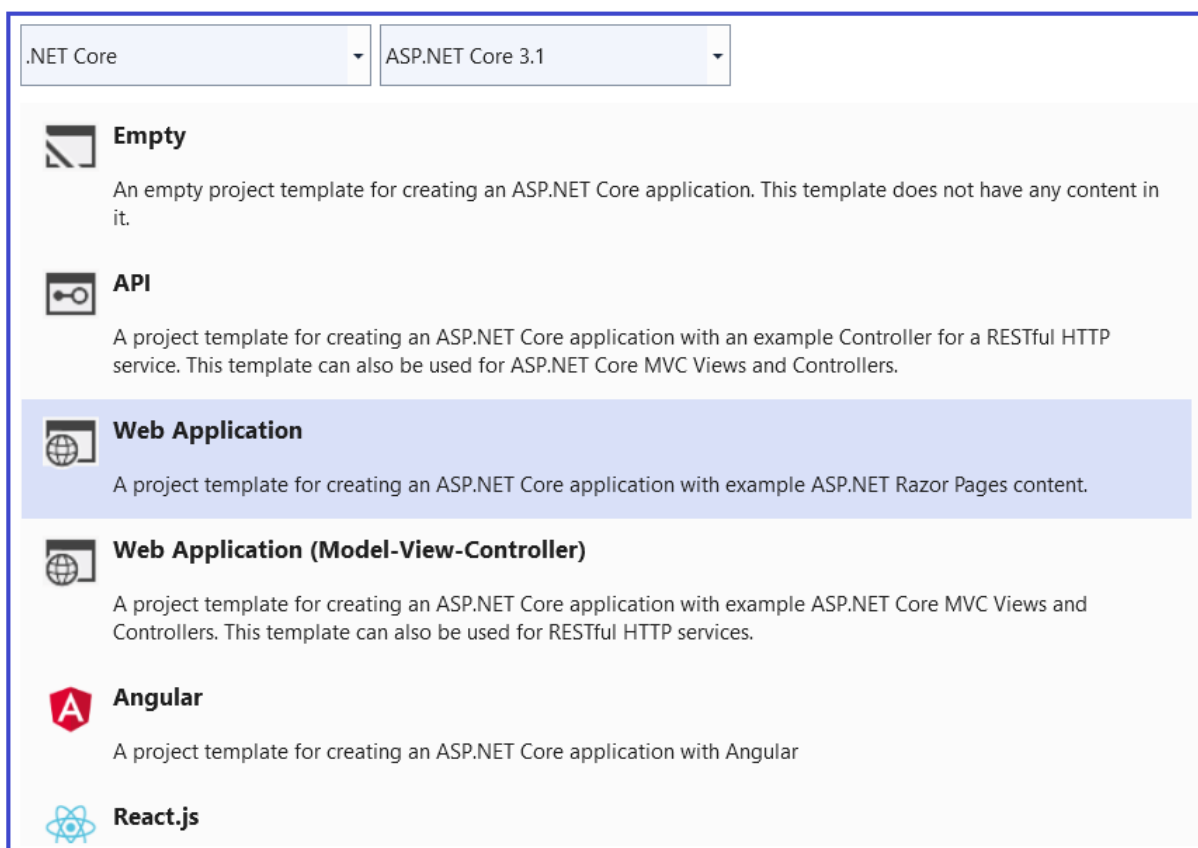 .NET Core
ASP.NET Core 3.1
Empty
An empty project template for creating an ASP.NET Core application. This template does not have any content in
it.
API
A project template for creating an ASP.NET Core application with an example Controller for a RESTful HTTP
service. This template can also be used for ASP.NET Core MVC Views and Controllers.
Web Application
A project template for creating an ASP.NET Core application with example ASP.NET Razor Pages content.
Web Application (Model-View-Controller)
A project template for creating an ASP.NET Core application with example ASP.NET Core MVC Views and
Controllers. This template can also be used for RESTful HTTP services.
Angular
A project template for creating an ASP.NET Core application with Angular
React.js